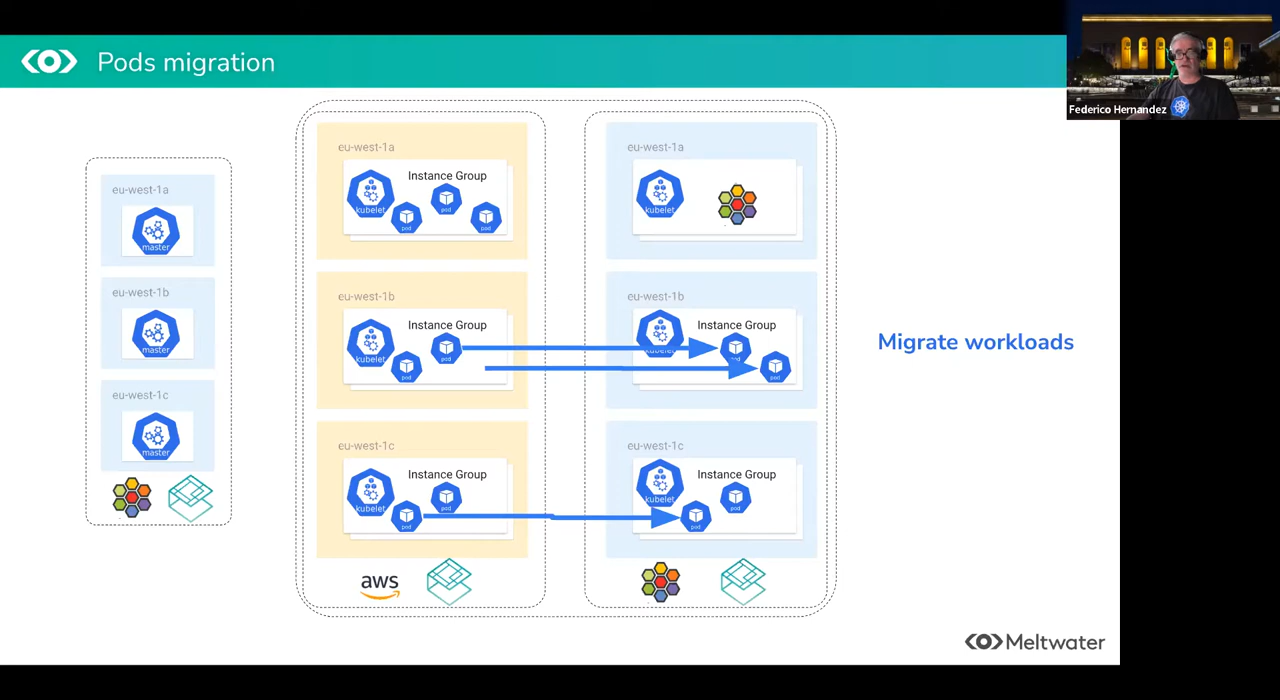 Pods migration
Federico Hernandez
eu-west-1a
master
eu-west-1b
master
eu-west-1c
master
eu-west-1a
Instance Group
kubelet
pod
pod
pod
eu-west-1b
Instance Group
kubelet
pod
pod
eu-west-1c
Instance Group
kubelet
pod
pod
aws
eu-west-1a
kubelet
eu-west-1b
Instance Group
kubelet
pod
pod
eu-west-1c
Instance Group
kubelet
pod
pod
Migrate workloads
Meltwater